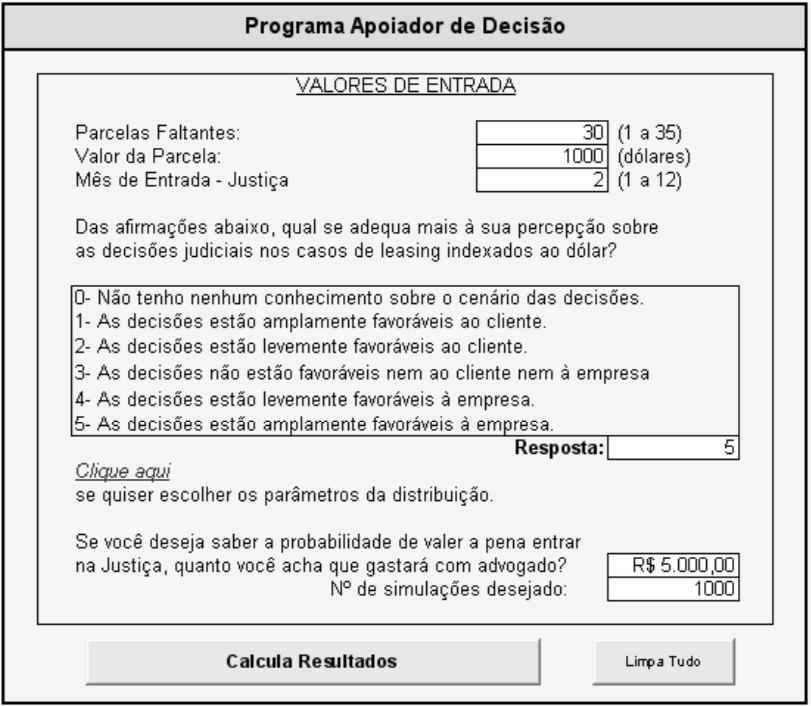 Programa Apoiador de Decisão
VALORES DE ENTRADA
Parcelas Faltantes: 30 (1 a 35)
Valor da Parcela: 1000 (dólares)
Mês de Entrada - Justiça 2 (1 a 12)
Das afirmações abaixo, qual se adequa mais à sua percepção sobre
as decisões judiciais nos casos de leasing indexados ao dólar?
0- Não tenho nenhum conhecimento sobre o cenário das decisões.
1- As decisões estão amplamente favoráveis ao cliente.
2- As decisões estão levemente favoráveis ao cliente.
3- As decisões não estão favoráveis nem ao cliente nem à empresa
4- As decisões estão levemente favoráveis à empresa.
5- As decisões estão amplamente favoráveis à empresa.
Resposta: 5
Clique aqui
se quiser escolher os parâmetros da distribuição.
Se você deseja saber a probabilidade de valer a pena entrar
na Justiça, quanto você acha que gastará com advogado? R$ 5.000,00
Nº de simulações desejado: 1000
Calcula Resultados Limpa Tudo